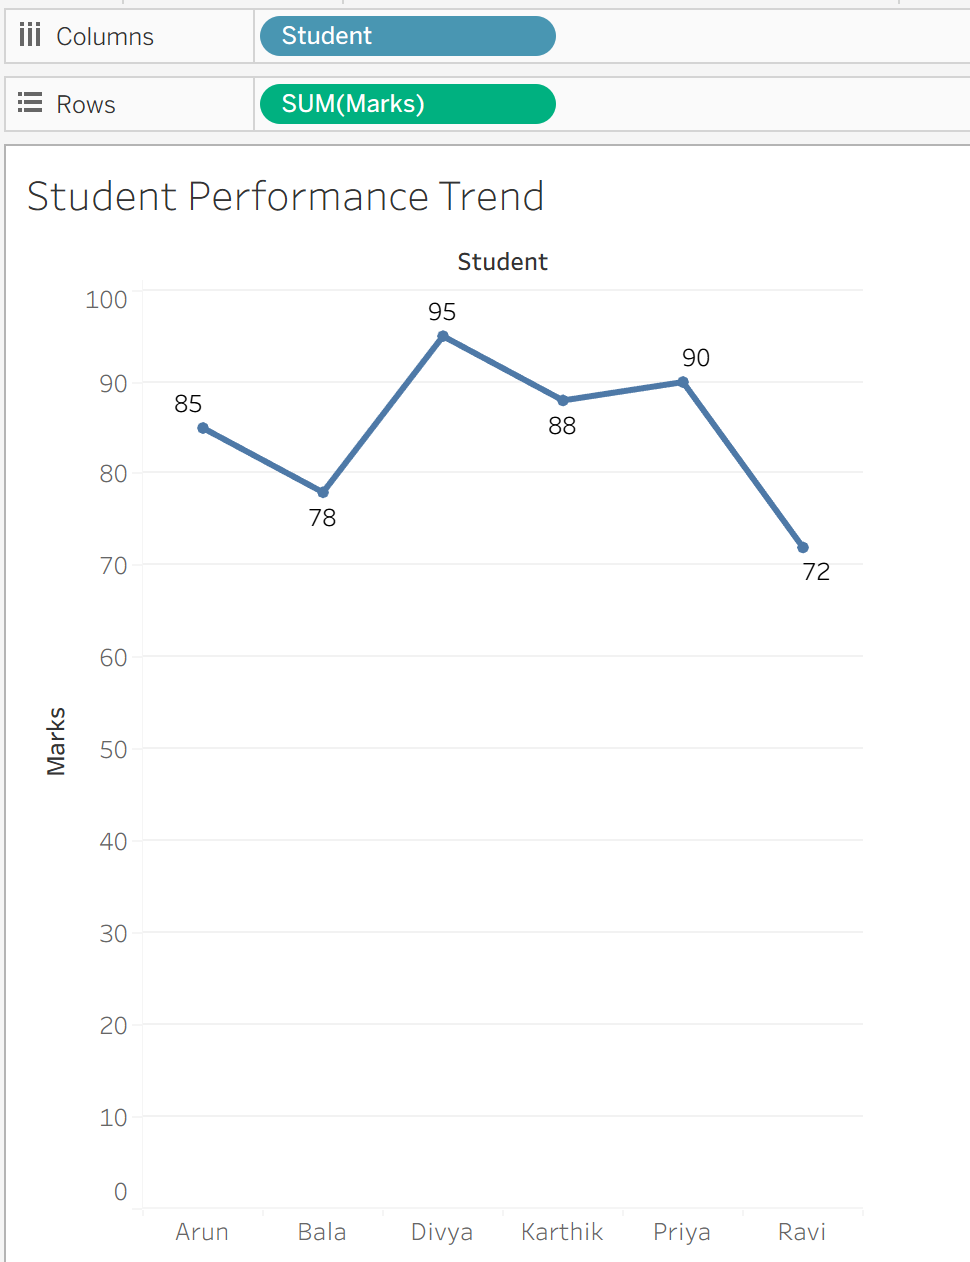 Columns
Student
Rows
SUM(Marks)
Student Performance Trend
Student
100
90
80
70
60
50
40
30
20
10
0
Marks
85
78
95
88
90
72
Arun Bala Divya Karthik Priya Ravi